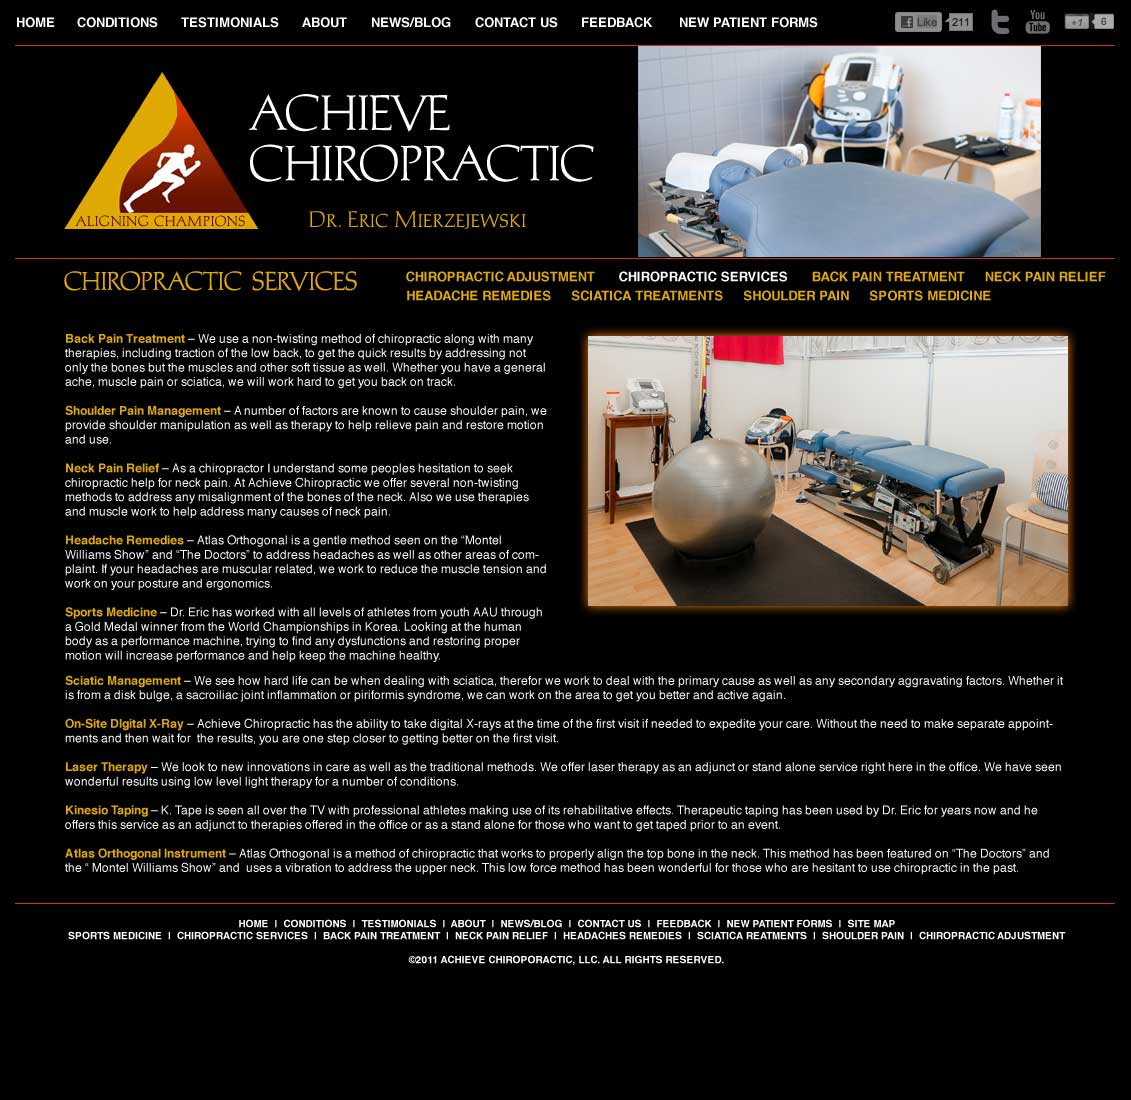 HOME CONDITIONS TESTIMONIALS ABOUT NEWS/BLOG CONTACT US FEEDBACK NEW PATIENT FORMS Like 211 You Tube +1 6
ACHIEVE
CHIROPRACTIC
ALIGNING CHAMPIONS
DR. ERIC MIERZEJEWSKI
CHIROPRACTIC SERVICES
CHIROPRACTIC ADJUSTMENT CHIROPRACTIC SERVICES BACK PAIN TREATMENT NECK PAIN RELIEF
HEADACHE REMEDIES SCIATICA TREATMENTS SHOULDER PAIN SPORTS MEDICINE
Back Pain Treatment – We use a non-twisting method of chiropractic along with many
therapies, including traction of the low back, to get the quick results by addressing not
only the bones but the muscles and other soft tissue as well. Whether you have a general
ache, muscle pain or sciatica, we will work hard to get you back on track.
Shoulder Pain Management – A number of factors are known to cause shoulder pain, we
provide shoulder manipulation as well as therapy to help relieve pain and restore motion
and use.
Neck Pain Relief – As a chiropractor I understand some peoples hesitation to seek
chiropractic help for neck pain. At Achieve Chiropractic we offer several non-twisting
methods to address any misalignment of the bones of the neck. Also we use therapies
and muscle work to help address many causes of neck pain.
Headache Remedies – Atlas Orthogonal is a gentle method seen on the “Montel
Williams Show” and “The Doctors” to address headaches as well as other areas of com-
plaint. If your headaches are muscular related, we work to reduce the muscle tension and
work on your posture and ergonomics.
Sports Medicine – Dr. Eric has worked with all levels of athletes from youth AAU through
a Gold Medal winner from the World Championships in Korea. Looking at the human
body as a performance machine, trying to find any dysfunctions and restoring proper
motion will increase performance and help keep the machine healthy.
Sciatic Management – We see how hard life can be when dealing with sciatica, therefor we work to deal with the primary cause as well as any secondary aggravating factors. Whether it
is from a disk bulge, a sacroiliac joint inflammation or piriformis syndrome, we can work on the area to get you better and active again.
On-Site DIgital X-Ray – Achieve Chiropractic has the ability to take digital X-rays at the time of the first visit if needed to expedite your care. Without the need to make separate appoint-
ments and then wait for the results, you are one step closer to getting better on the first visit.
Laser Therapy – We look to new innovations in care as well as the traditional methods. We offer laser therapy as an adjunct or stand alone service right here in the office. We have seen
wonderful results using low level light therapy for a number of conditions.
Kinesio Taping – K. Tape is seen all over the TV with professional athletes making use of its rehabilitative effects. Therapeutic taping has been used by Dr. Eric for years now and he
offers this service as an adjunct to therapies offered in the office or as a stand alone for those who want to get taped prior to an event.
Atlas Orthogonal Instrument – Atlas Orthogonal is a method of chiropractic that works to properly align the top bone in the neck. This method has been featured on “The Doctors” and
the “ Montel Williams Show” and uses a vibration to address the upper neck. This low force method has been wonderful for those who are hesitant to use chiropractic in the past.
HOME | CONDITIONS | TESTIMONIALS | ABOUT | NEWS/BLOG | CONTACT US | FEEDBACK | NEW PATIENT FORMS | SITE MAP
SPORTS MEDICINE | CHIROPRACTIC SERVICES | BACK PAIN TREATMENT | NECK PAIN RELIEF | HEADACHES REMEDIES | SCIATICA REATMENTS | SHOULDER PAIN | CHIROPRACTIC ADJUSTMENT
©2011 ACHIEVE CHIROPORACTIC, LLC. ALL RIGHTS RESERVED.